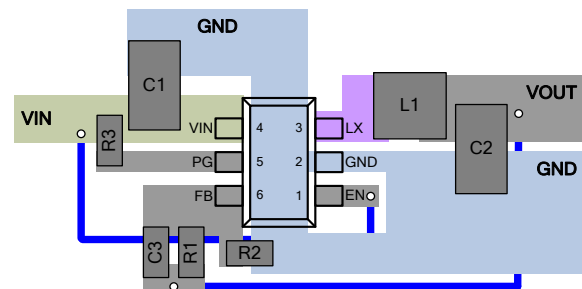 GND
C1
L1
VOUT
VIN
R3
VIN
4
3
LX
C2
PG
5
2
GND
GND
FB
6
1
EN
C3
R1
R2